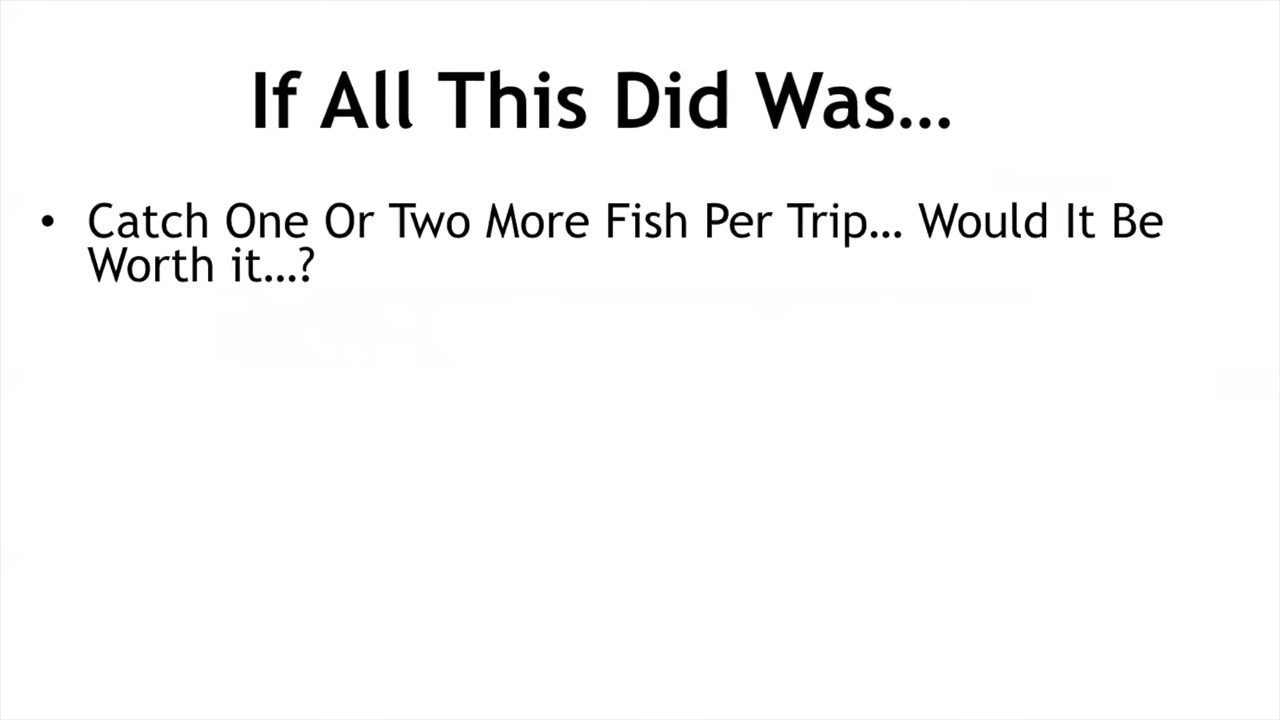 If All This Did Was...
• Catch One Or Two More Fish Per Trip... Would It Be
Worth it...?